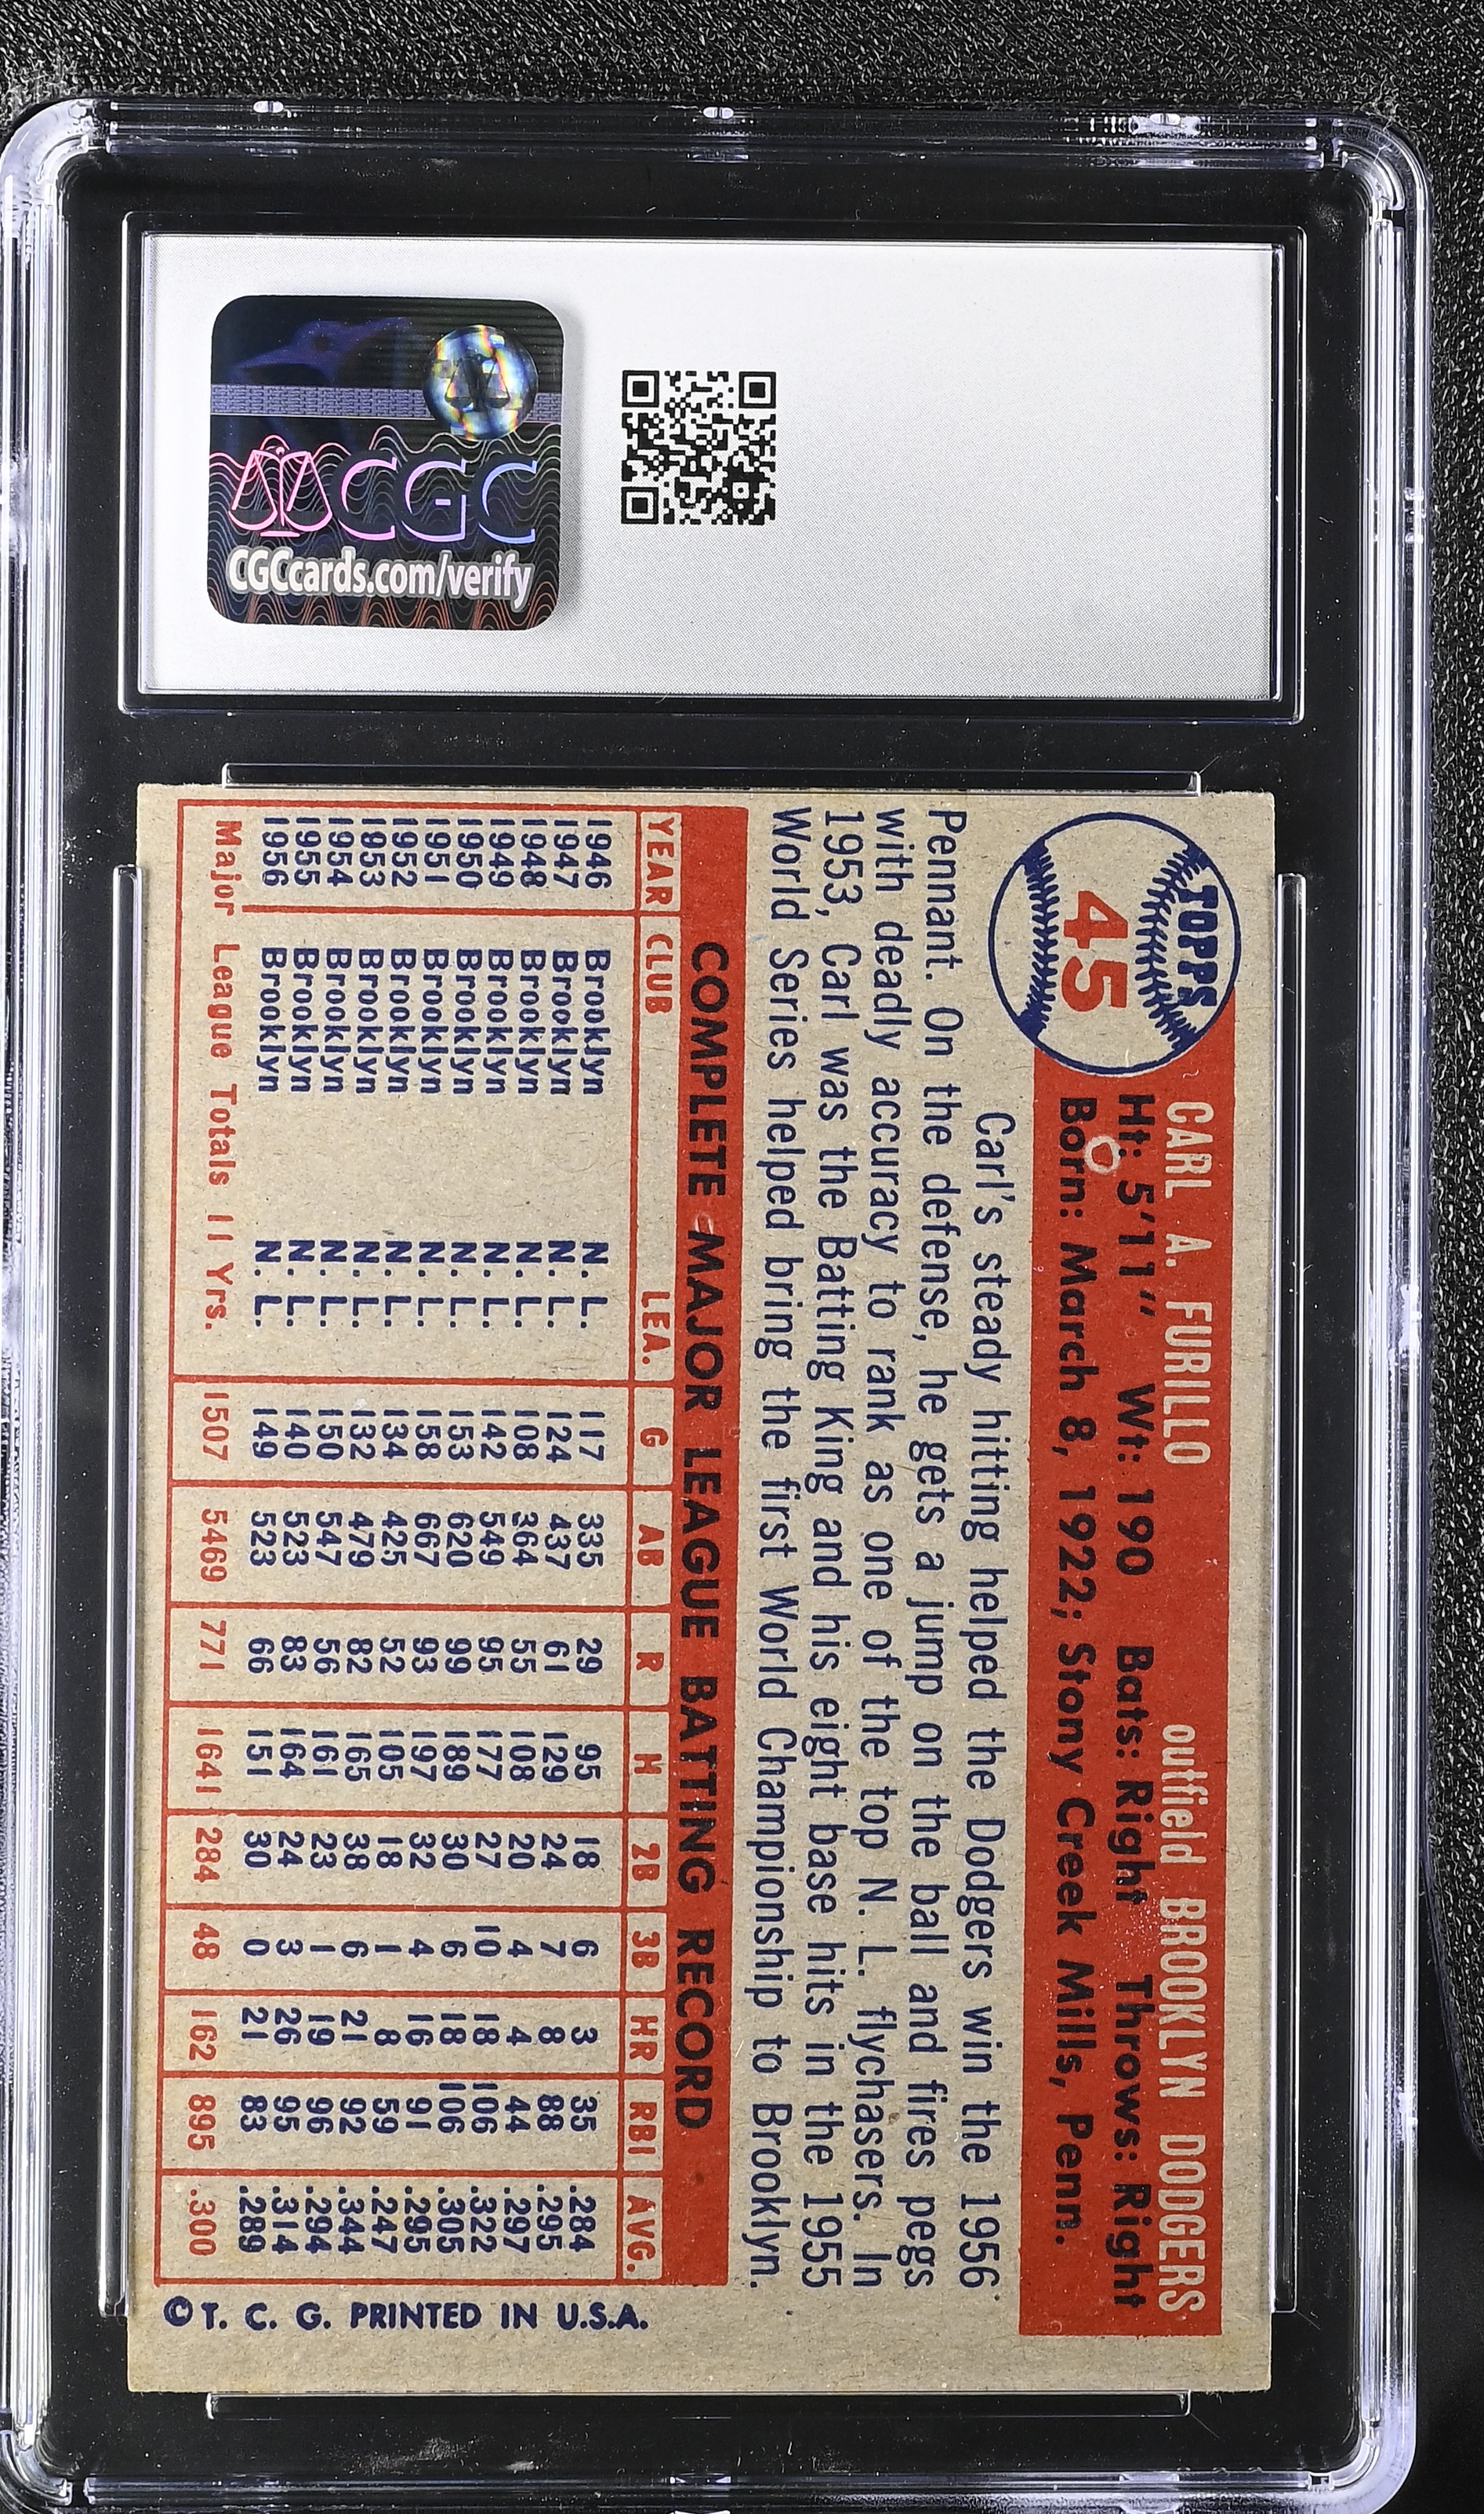 CGC
CGCcards.com/verify
TOPPS
45
CARL A. FURILLO outfield BROOKLYN DODGERS
Ht: 5'11" Wt: 190 Bats: Right Throws: Right
Born: March 8, 1922; Stony Creek Mills, Penn.
Carl's steady hitting helped the Dodgers win the 1956
Pennant. On the defense, he gets a jump on the ball and fires pegs
with deadly accuracy to rank as one of the top N. L. flychasers. In
1953, Carl was the Batting King and his eight base hits in the 1955
World Series helped bring the first World Championship to Brooklyn.
COMPLETE MAJOR LEAGUE BATTING RECORD
YEAR CLUB LEA. G AB R H 2B 3B HR RBI AVG.
1946 Brooklyn N. L. 117 335 29 95 18 6 3 35 .284
1947 Brooklyn N. L. 124 437 61 129 24 7 8 88 .295
1948 Brooklyn N. L. 108 364 55 108 20 4 4 44 .297
1949 Brooklyn N. L. 142 549 95 177 27 10 18 106 .322
1950 Brooklyn N. L. 153 620 99 189 30 6 18 106 .305
1951 Brooklyn N. L. 158 667 93 197 32 4 16 91 .295
1952 Brooklyn N. L. 134 425 52 105 18 1 8 59 .247
1953 Brooklyn N. L. 132 479 82 165 38 6 21 92 .344
1954 Brooklyn N. L. 150 547 56 161 23 1 19 96 .294
1955 Brooklyn N. L. 140 523 83 164 24 3 26 95 .314
1956 Brooklyn N. L. 149 523 66 151 30 0 21 83 .289
Major League Totals 11 Yrs. 1507 5469 771 1641 284 48 162 895 .300
© T. C. G. PRINTED IN U.S.A.